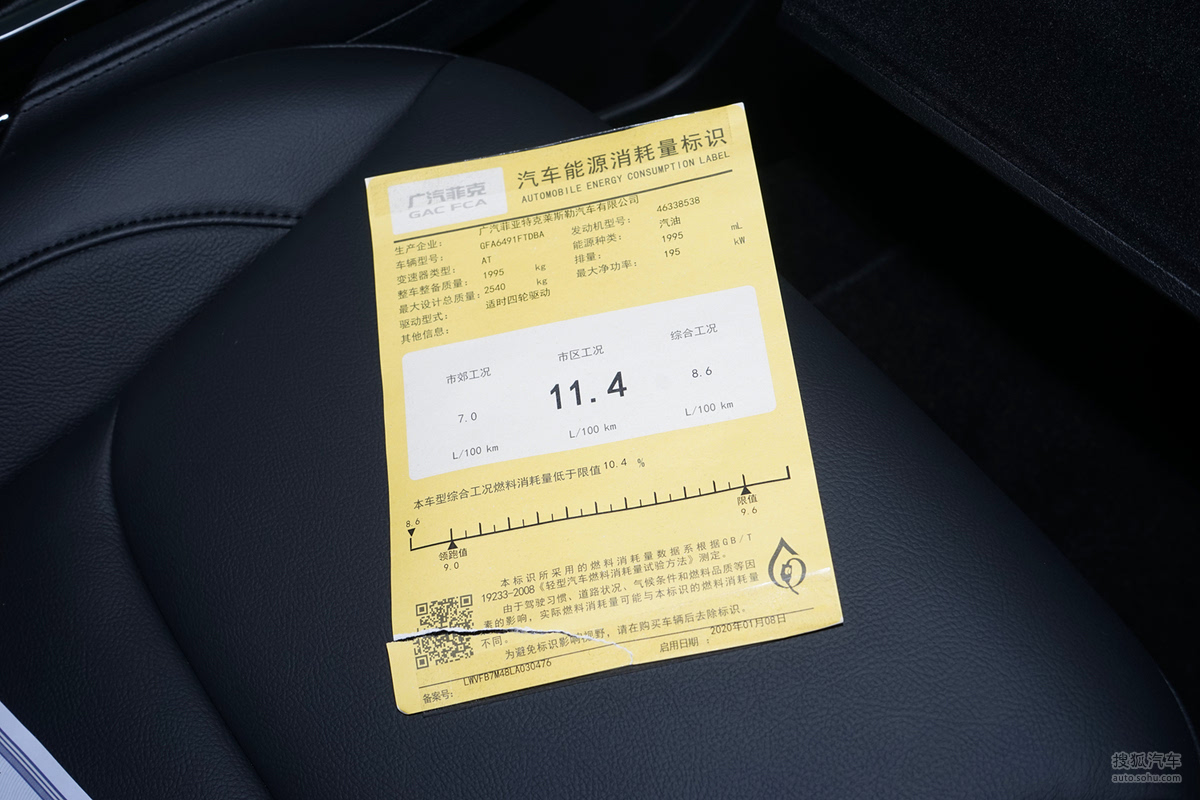 广汽菲克
GAC FCA
汽车能源消耗量标识
AUTOMOBILE ENERGY CONSUMPTION LABEL
生产企业: 广汽菲亚特克莱斯勒汽车有限公司
车辆型号: GFA6491FTDBA 发动机型号: 46338538
变速器类型: AT 能源种类: 汽油
整车整备质量: 1995 kg 排量: 1995 mL
最大设计总质量: 2540 kg 最大净功率: 195 kW
驱动型式: 适时四轮驱动
其他信息:
市郊工况 市区工况 综合工况
7.0 11.4 8.6
L/100 km L/100 km L/100 km
本车型综合工况燃料消耗量低于限值10.4 %
8.6
领跑值 限值
9.0 9.6
本标识所采用的燃料消耗量数据系根据GB/T
19233-2008《轻型汽车燃料消耗量试验方法》测定。
由于驾驶习惯、道路状况、气候条件和燃料品质等因
素的影响,实际燃料消耗量可能与本标识的燃料消耗量
不同。
为避免标识影响视野,请在购买车辆后去除标识。
备案号: LWVFB7M48LA030476 启用日期 : 2020年01月08日
搜狐汽车
auto.sohu.com